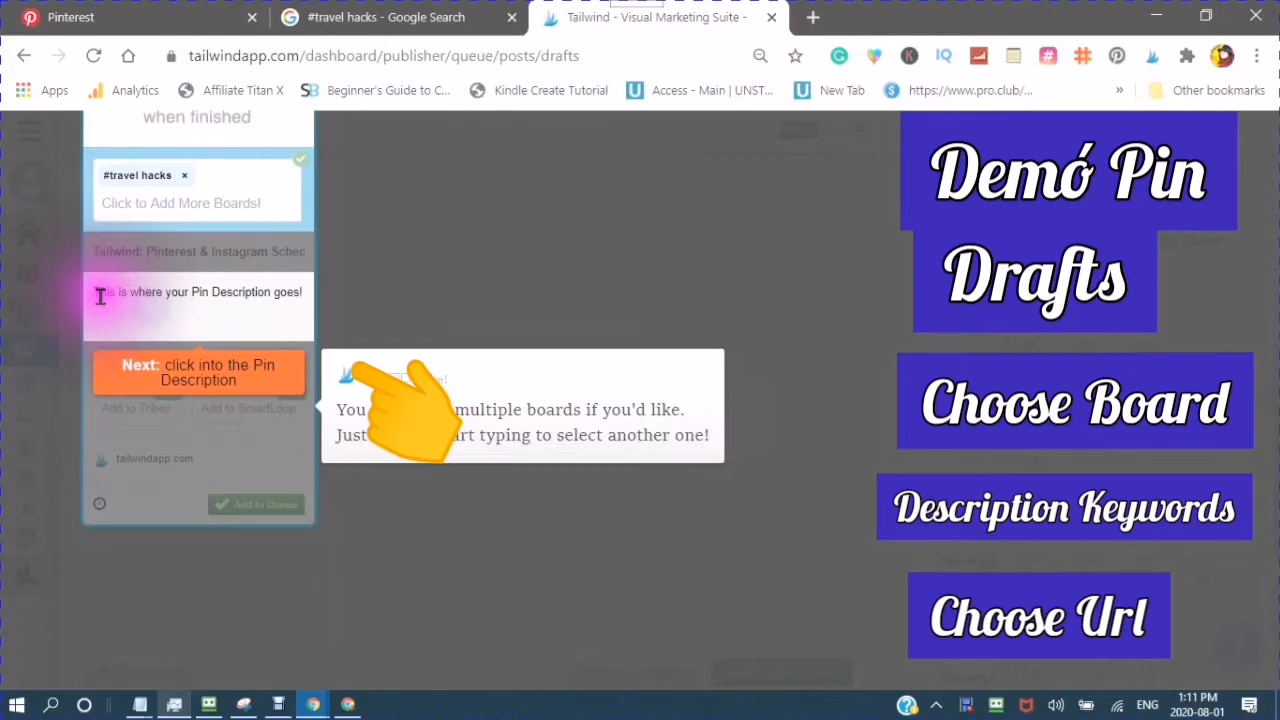 Pinterest
#travel hacks - Google Search
Tailwind - Visual Marketing Suite -
tailwindapp.com/dashboard/publisher/queue/posts/drafts
Apps
Analytics
Affiliate Titan X
Beginner's Guide to C...
Kindle Create Tutorial
Access - Main | UNST...
New Tab
https://www.pro.club/...
»
Other bookmarks
when finished
#travel hacks ×
Click to Add More Boards!
Tailwind: Pinterest & Instagram Sched
is is where your Pin Description goes!
Next: click into the Pin
Description
Add to Tribes
Add to SmartLoop
tailwindapp.com
Add to Queue
You multiple boards if you'd like.
Just art typing to select another one!
Demó Pin
Drafts
Choose Board
Description Keywords
Choose Url
ENG
1:11 PM
2020-08-01